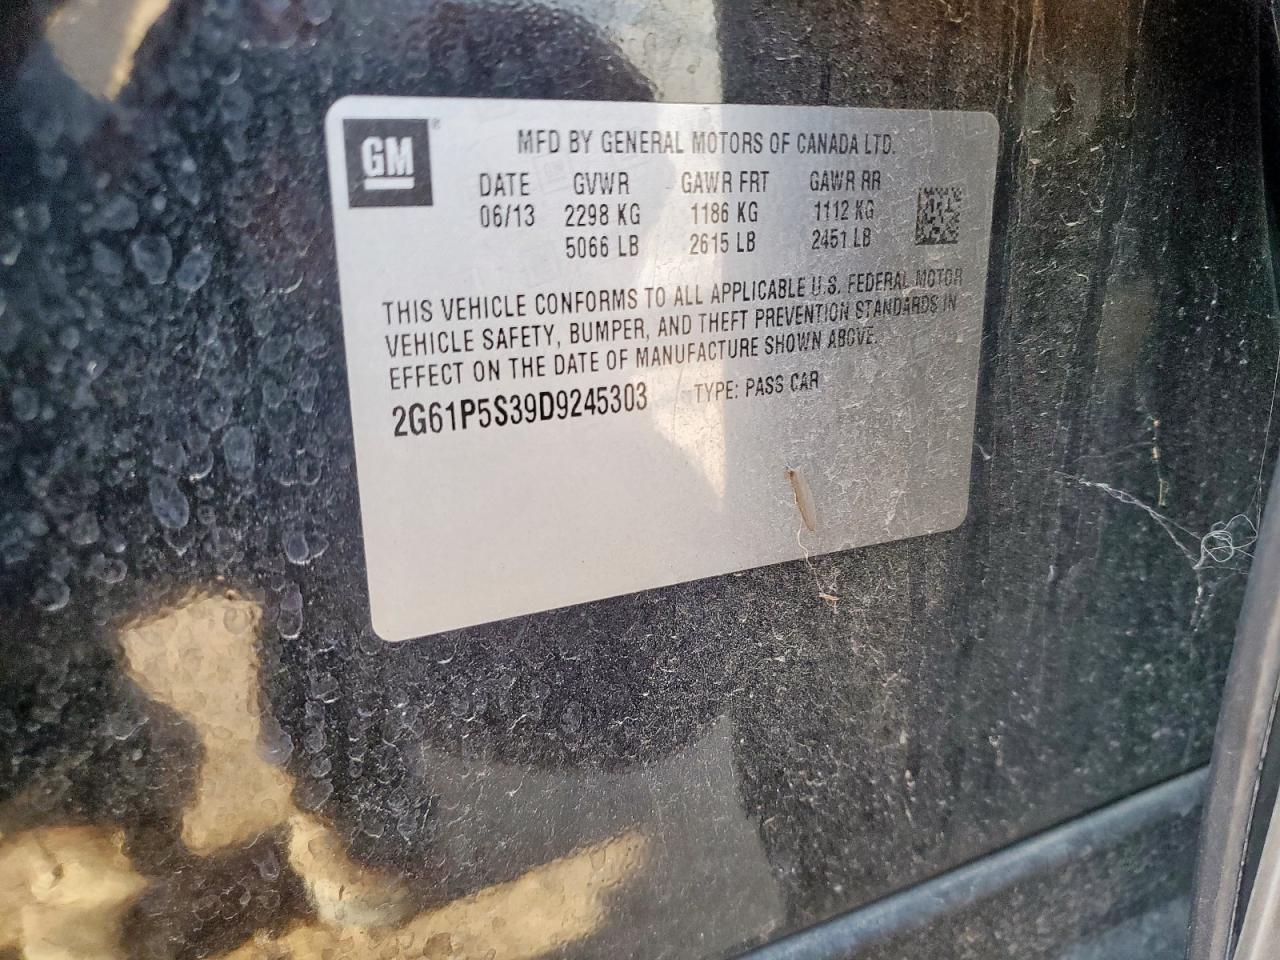 GM®
MFD BY GENERAL MOTORS OF CANADA LTD.
DATE GVWR GAWR FRT GAWR RR
06/13 2298 KG 1186 KG 1112 KG
5066 LB 2615 LB 2451 LB
THIS VEHICLE CONFORMS TO ALL APPLICABLE U.S. FEDERAL MOTOR
VEHICLE SAFETY, BUMPER, AND THEFT PREVENTION STANDARDS IN
EFFECT ON THE DATE OF MANUFACTURE SHOWN ABOVE.
2G61P5S39D9245303 TYPE: PASS CAR